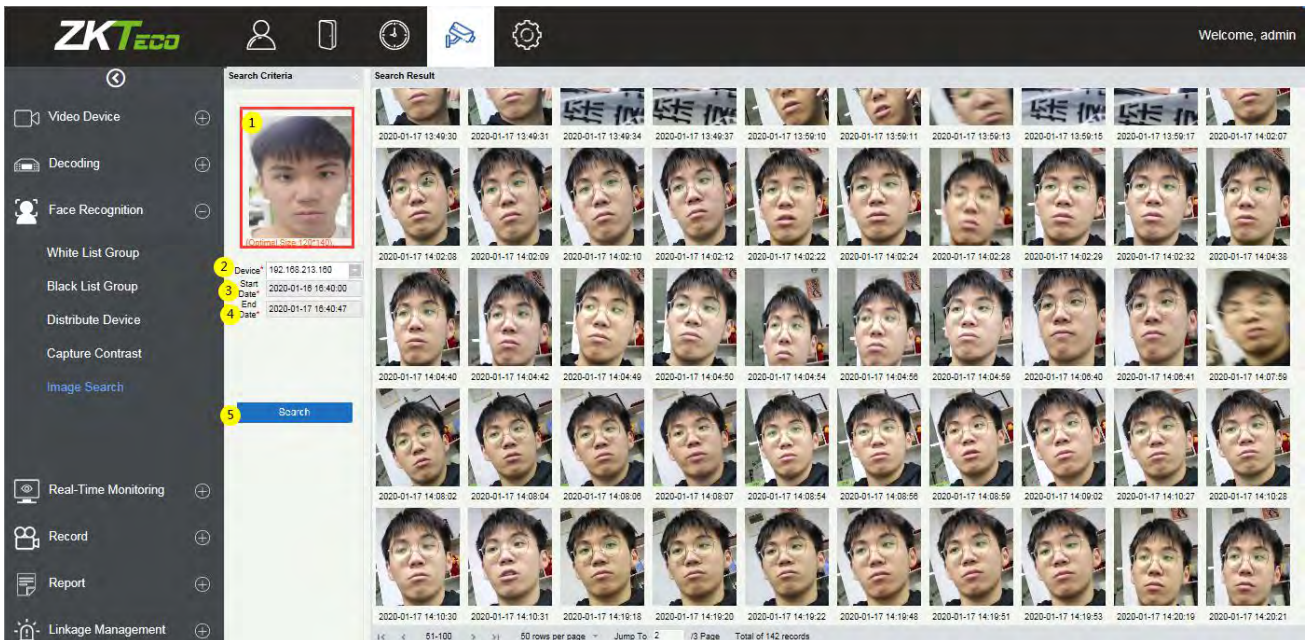 ZKTECO
Welcome, admin
Video Device
Decoding
Face Recognition
White List Group
Black List Group
Distribute Device
Capture Contrast
Image Search
Real-Time Monitoring
Record
Report
Linkage Management
Search Criteria
1
(Optimal Size 120*140)
2 Device* 192.168.213.160
3 Start Date* 2020-01-16 16:40:00
4 End Date* 2020-01-17 16:40:47
5 Search
Search Result
2020-01-17 13:49:30 2020-01-17 13:49:31 2020-01-17 13:49:34 2020-01-17 13:49:37 2020-01-17 13:59:10 2020-01-17 13:59:11 2020-01-17 13:59:13 2020-01-17 13:59:15 2020-01-17 13:59:17 2020-01-17 14:02:07
2020-01-17 14:02:08 2020-01-17 14:02:09 2020-01-17 14:02:10 2020-01-17 14:02:12 2020-01-17 14:02:22 2020-01-17 14:02:24 2020-01-17 14:02:28 2020-01-17 14:02:29 2020-01-17 14:02:32 2020-01-17 14:04:38
2020-01-17 14:04:40 2020-01-17 14:04:42 2020-01-17 14:04:49 2020-01-17 14:04:50 2020-01-17 14:04:54 2020-01-17 14:04:56 2020-01-17 14:04:59 2020-01-17 14:06:40 2020-01-17 14:06:41 2020-01-17 14:07:59
2020-01-17 14:08:02 2020-01-17 14:08:04 2020-01-17 14:08:06 2020-01-17 14:08:07 2020-01-17 14:08:54 2020-01-17 14:08:56 2020-01-17 14:08:59 2020-01-17 14:09:02 2020-01-17 14:10:27 2020-01-17 14:10:28
2020-01-17 14:10:30 2020-01-17 14:10:31 2020-01-17 14:19:18 2020-01-17 14:19:20 2020-01-17 14:19:22 2020-01-17 14:19:48 2020-01-17 14:19:51 2020-01-17 14:19:53 2020-01-17 14:20:19 2020-01-17 14:20:21
51-100 50 rows per page Jump To 2 /3 Page Total of 142 records